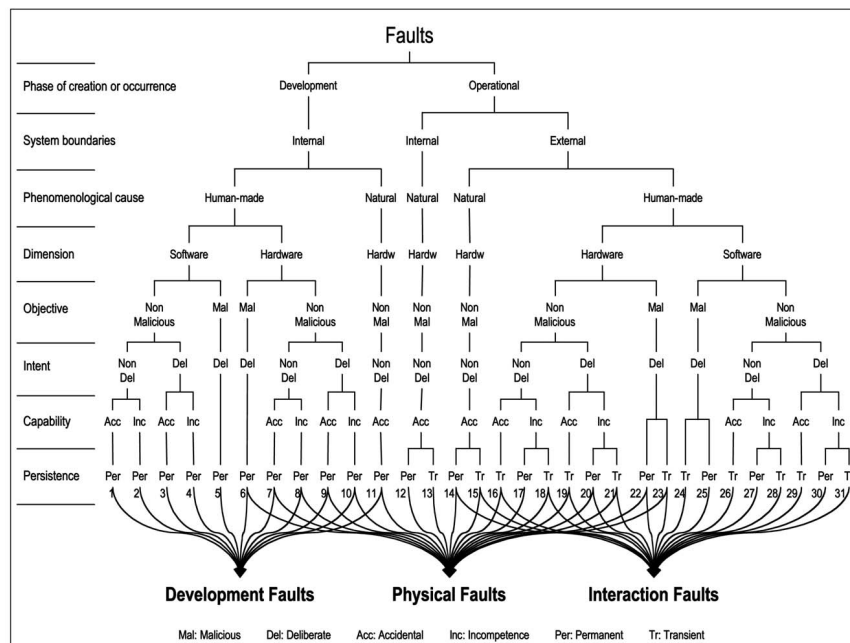 Faults
Phase of creation or occurrence Development Operational
System boundaries Internal Internal External
Phenomenological cause Human-made Natural Natural Natural Human-made
Dimension Software Hardware Hardw Hardw Hardw Hardware Software
Objective Non Mal Mal Non Non Non Non Non Mal Mal Non
Malicious Malicious Mal Mal Mal Malicious Malicious
Intent Non Del Del Del Non Del Non Non Non Non Del Del Del Non Del
Del Del Del Del Del Del Del
Capability Acc Inc Acc Inc Acc Inc Acc Inc Acc Acc Acc Acc Inc Acc Inc Acc Inc Acc Inc
Persistence Per Per Per Per Per Per Per Per Per Per Per Per Tr Per Tr Tr Per Tr Tr Per Tr Per Tr Tr Per Tr Per Tr Tr Per T
1 2 3 4 5 6 7 8 9 10 11 12 13 14 15 16 17 18 19 20 21 22 23 24 25 26 27 28 29 30 31
Development Faults Physical Faults Interaction Faults
Mal: Malicious Del: Deliberate Acc: Accidental Inc: Incompetence Per: Permanent Tr: Transient